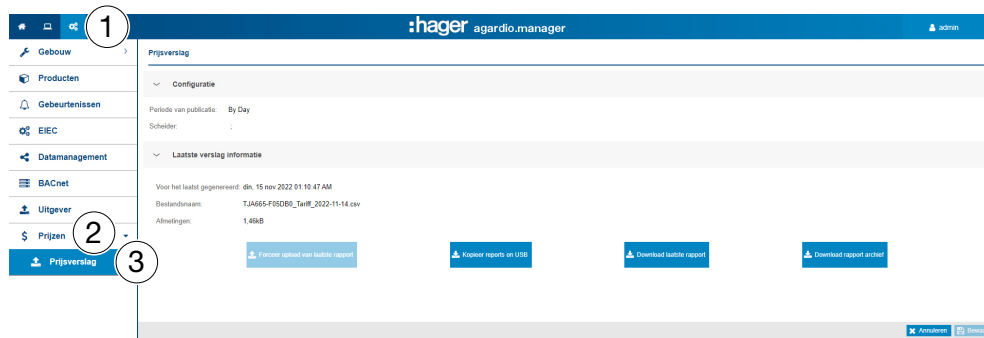 1
:hager agardio.manager
admin
Gebouw
Prijsverslag
Producten
Configuratie
Gebeurtenissen
Periode van publicatie: By Day
EIEC
Scheider: ;
Datamanagement
Laatste verslag informatie
BACnet
Voor het laatst gegenereerd: din, 15 nov 2022 01:10:47 AM
Uitgever
Bestandsnaam: TJA665-F05DB0_Tariff_2022-11-14.csv
Afmetingen: 1,46kB
$ Prijzen 2
Prijsverslag 3
Forceer upload van laatste rapport
Kopieer reports on USB
Download laatste rapport
Download rapport archief
Annuleren